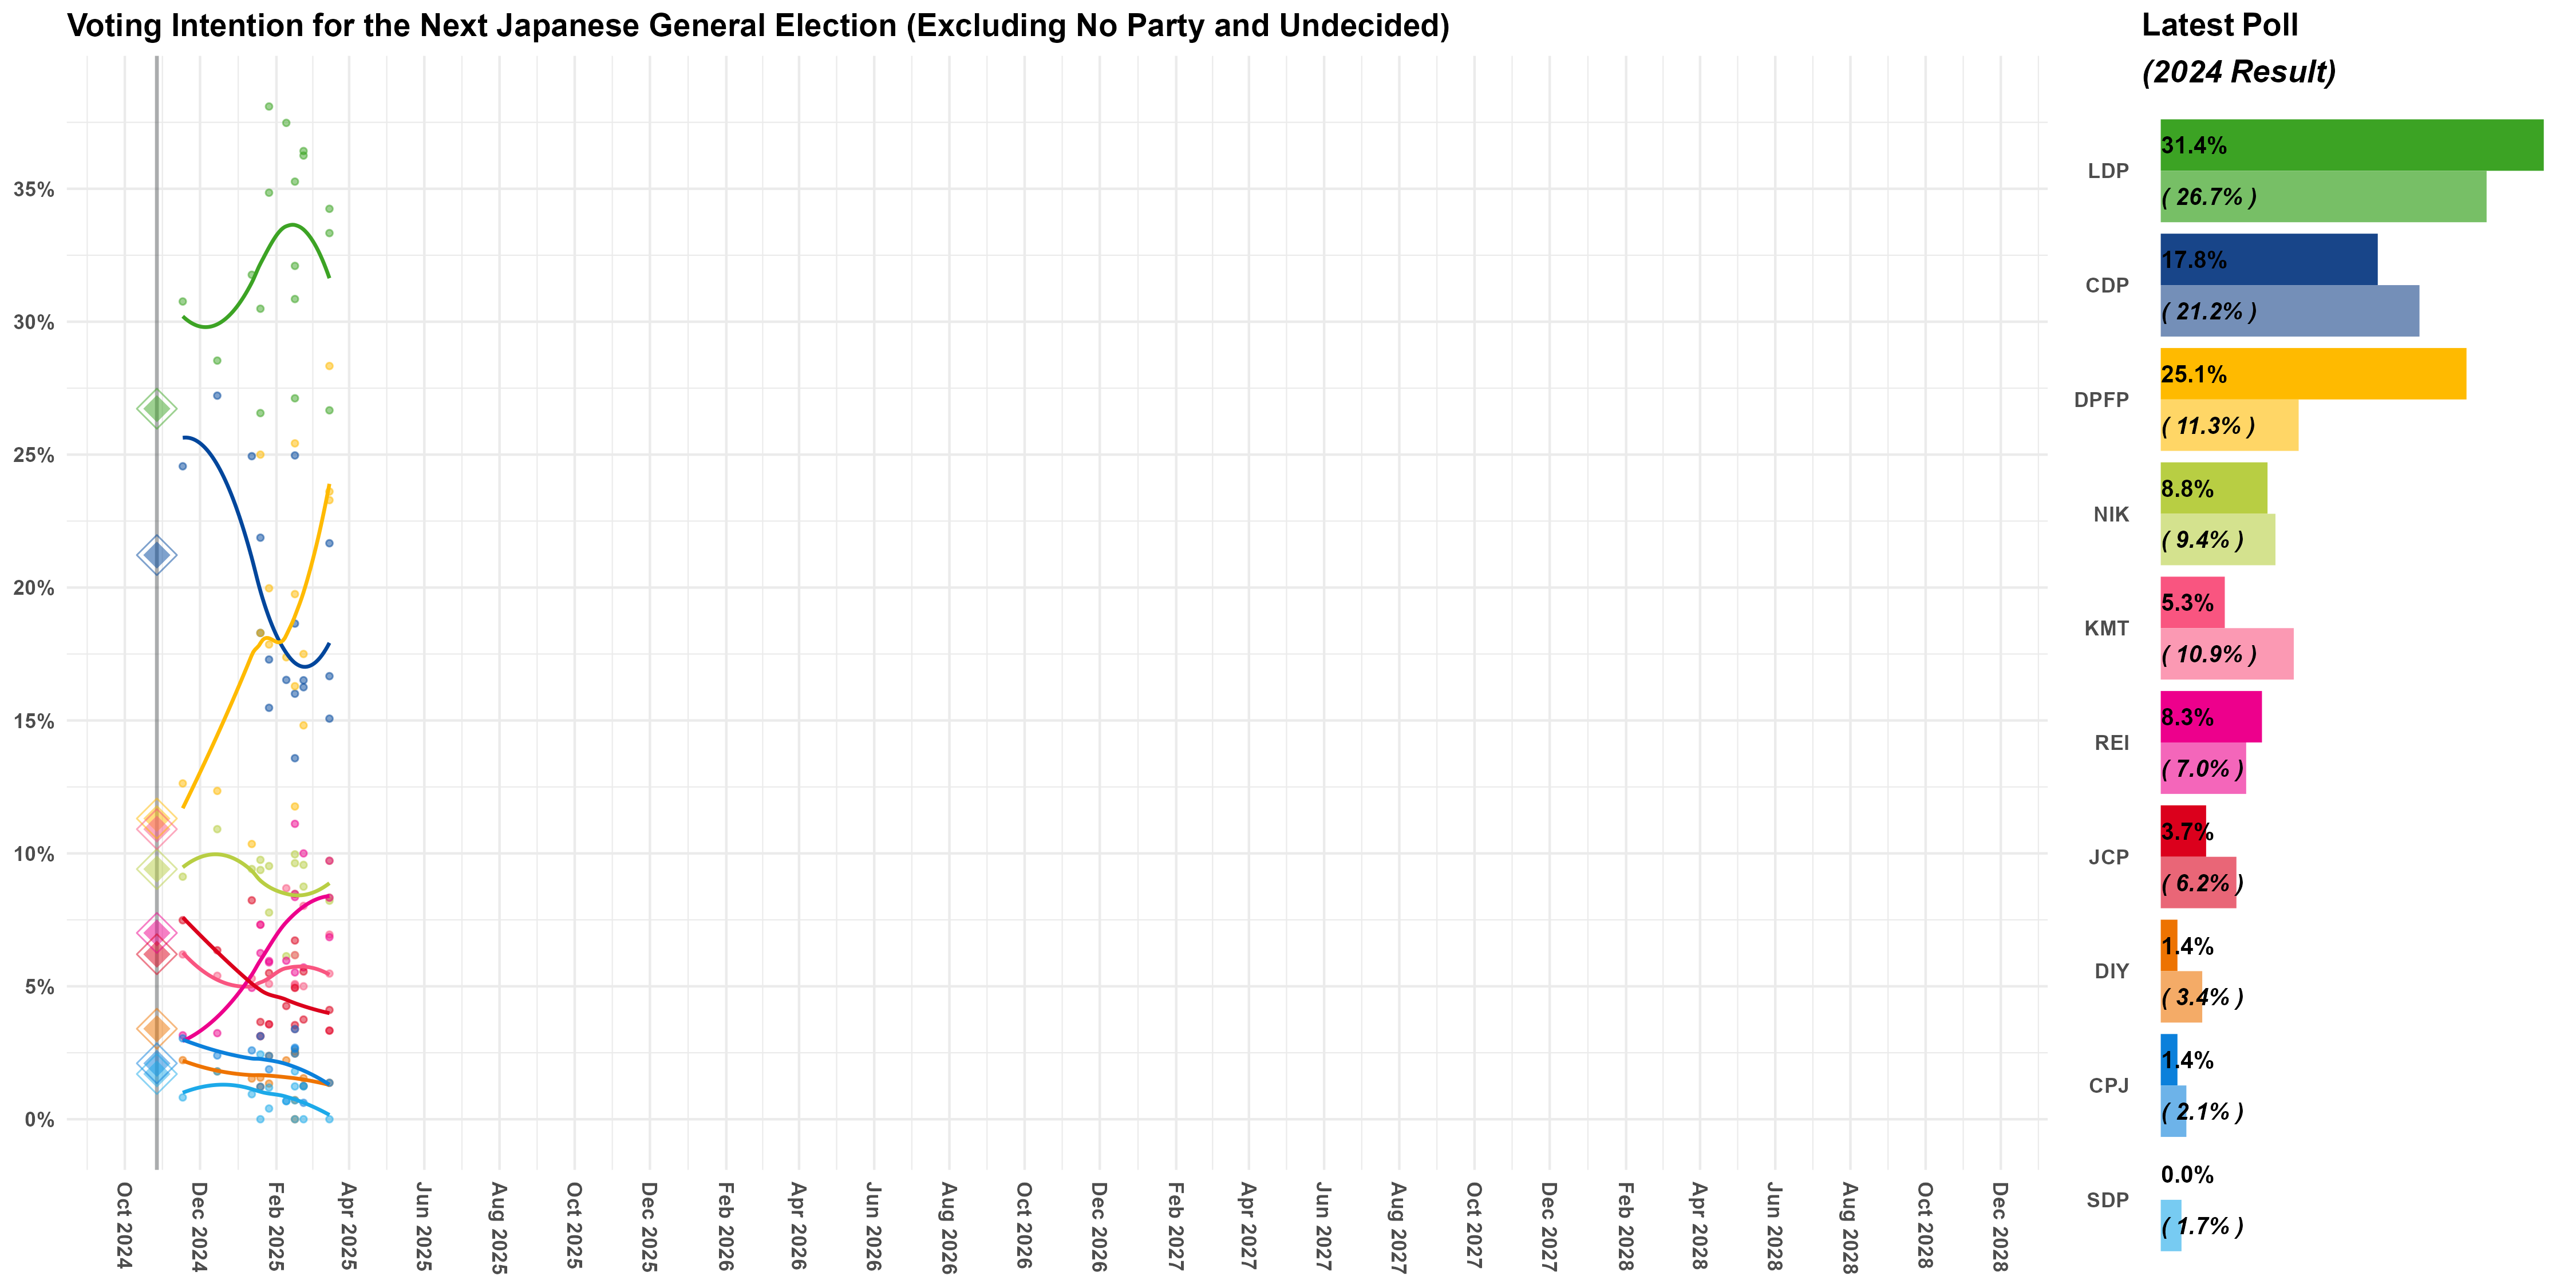 Voting Intention for the Next Japanese General Election (Excluding No Party and Undecided)
35%
30%
25%
20%
15%
10%
5%
0%
Oct 2024
Dec 2024
Feb 2025
Apr 2025
Jun 2025
Aug 2025
Oct 2025
Dec 2025
Feb 2026
Apr 2026
Jun 2026
Aug 2026
Oct 2026
Dec 2026
Feb 2027
Apr 2027
Jun 2027
Aug 2027
Oct 2027
Dec 2027
Feb 2028
Apr 2028
Jun 2028
Aug 2028
Oct 2028
Dec 2028
Latest Poll
(2024 Result)
LDP
31.4%
( 26.7% )
CDP
17.8%
( 21.2% )
DPFP
25.1%
( 11.3% )
NIK
8.8%
( 9.4% )
KMT
5.3%
( 10.9% )
REI
8.3%
( 7.0% )
JCP
3.7%
( 6.2% )
DIY
1.4%
( 3.4% )
CPJ
1.4%
( 2.1% )
SDP
0.0%
( 1.7% )